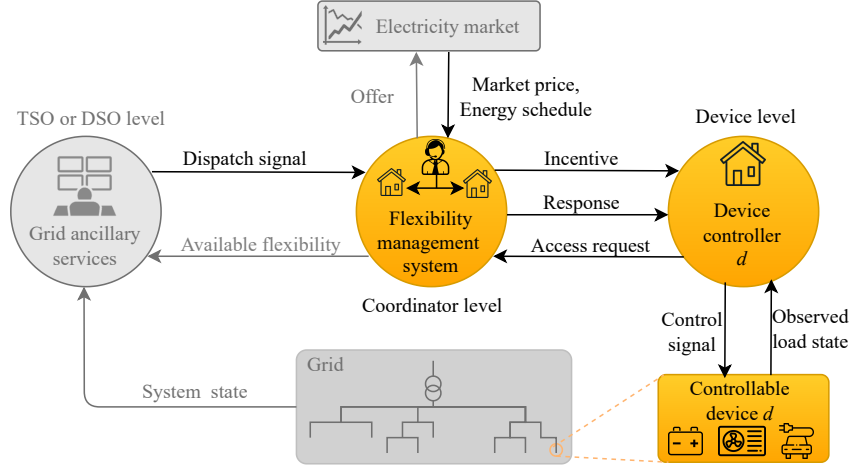 Electricity market
Offer
Market price,
Energy schedule
TSO or DSO level
Device level
Dispatch signal
Incentive
Grid ancillary
services
Flexibility
management
system
Response
Device
controller
d
Available flexibility
Access request
Coordinator level
Control
signal
Observed
load state
System state
Grid
Controllable
device d